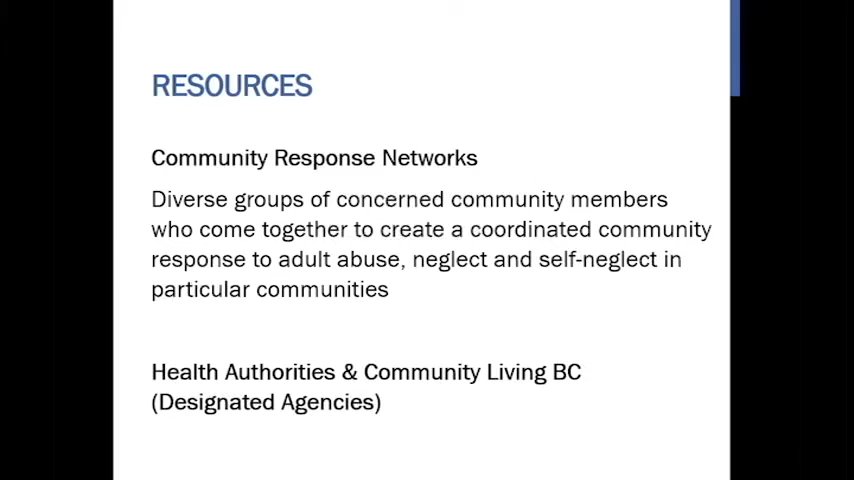 RESOURCES
Community Response Networks
Diverse groups of concerned community members
who come together to create a coordinated community
response to adult abuse, neglect and self-neglect in
particular communities
Health Authorities & Community Living BC
(Designated Agencies)